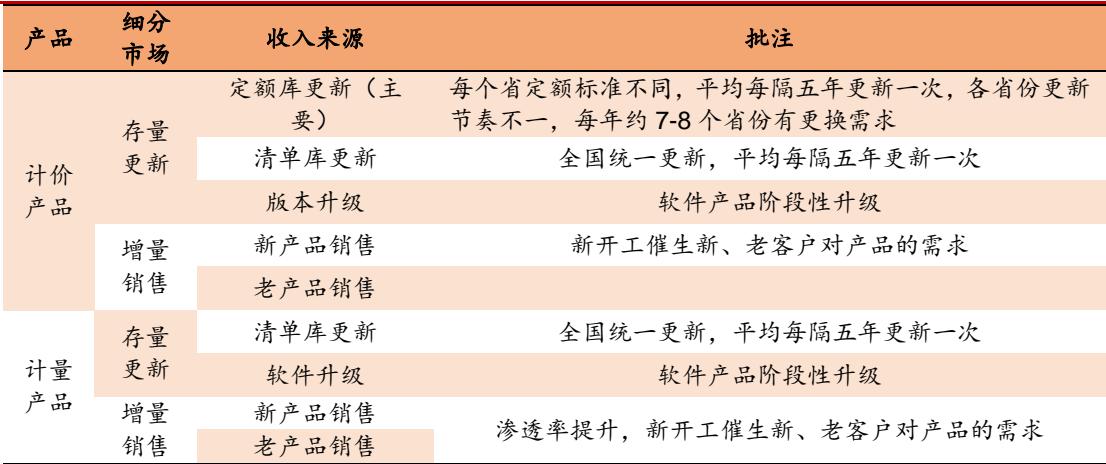 产品
细分
市场
收入来源
批注
计价
产品
存量
更新
定额库更新（主
要）
每个省定额标准不同，平均每隔五年更新一次，各省份更新
节奏不一，每年约 7-8 个省份有更换需求
清单库更新
全国统一更新，平均每隔五年更新一次
版本升级
软件产品阶段性升级
增量
销售
新产品销售
新开工催生新、老客户对产品的需求
老产品销售
计量
产品
存量
更新
清单库更新
全国统一更新，平均每隔五年更新一次
软件升级
软件产品阶段性升级
增量
销售
新产品销售
老产品销售
渗透率提升，新开工催生新、老客户对产品的需求